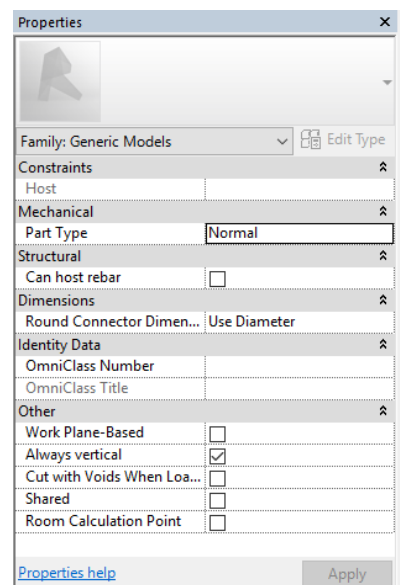 Properties
Family: Generic Models Edit Type
Constraints
Host
Mechanical
Part Type Normal
Structural
Can host rebar
Dimensions
Round Connector Dimen... Use Diameter
Identity Data
OmniClass Number
OmniClass Title
Other
Work Plane-Based
Always vertical
Cut with Voids When Loa...
Shared
Room Calculation Point
Properties help Apply